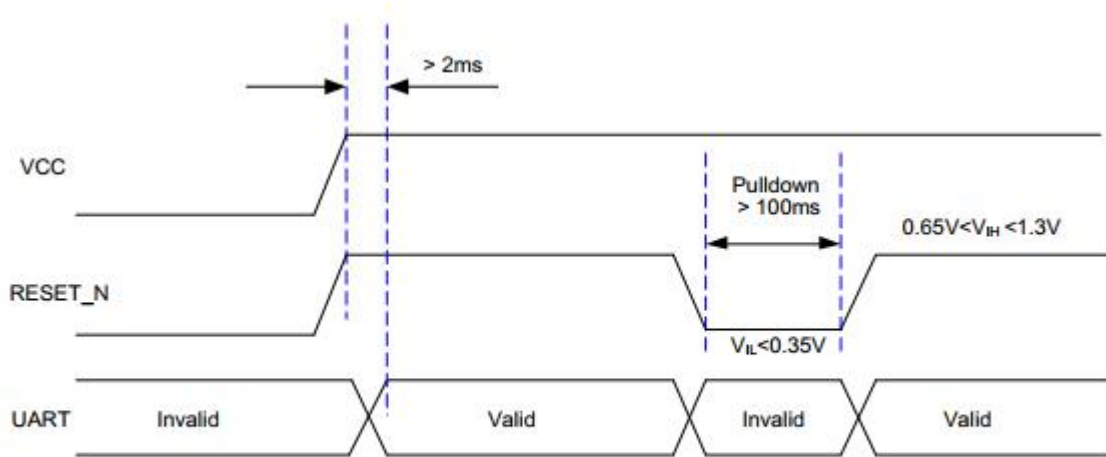 > 2ms
VCC
Pulldown
> 100ms
0.65V<VIH <1.3V
RESET_N
VIL<0.35V
UART
Invalid
Valid
Invalid
Valid